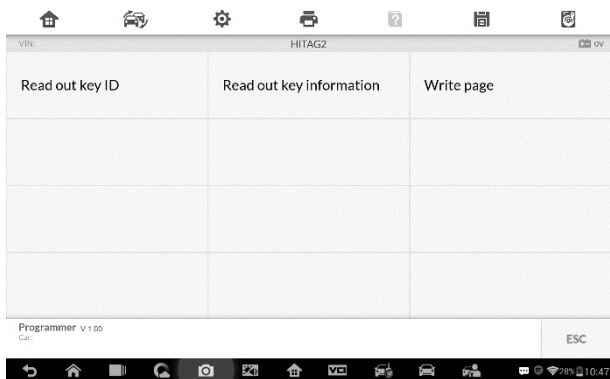 VIN: HITAG2 0V
Read out key ID Read out key information Write page
Programmer V 1.00
Car:
ESC
VCI 28% 10:47